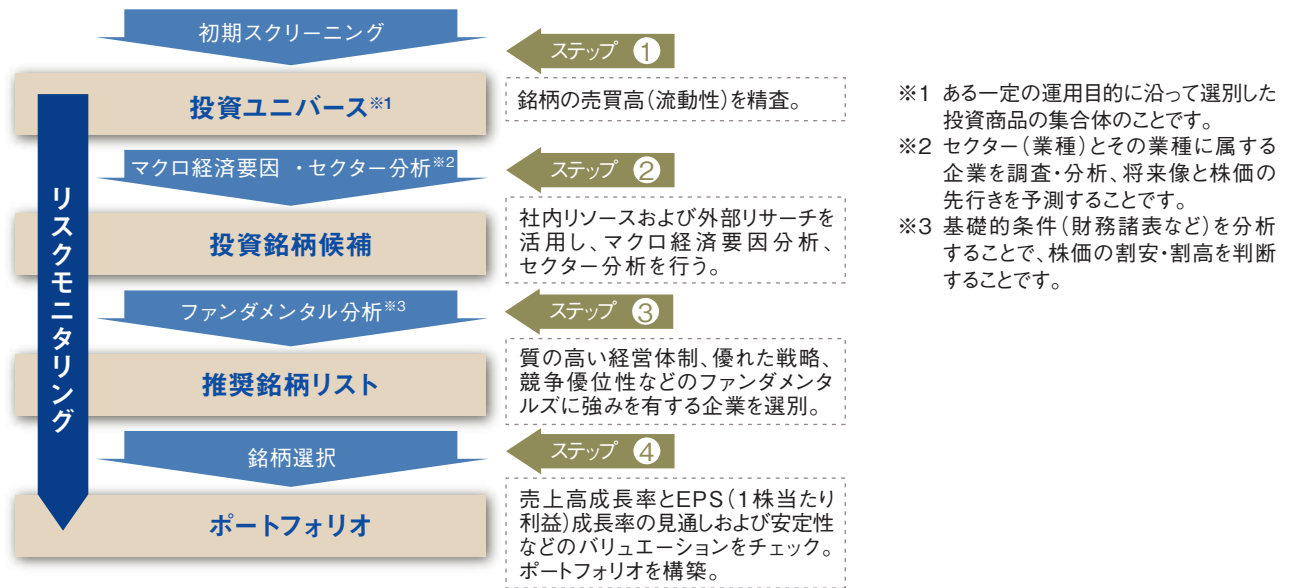 初期スクリーニング
ステップ ①
投資ユニバース※1
銘柄の売買高(流動性)を精査。
マクロ経済要因 ・セクター分析※2
ステップ ②
投資銘柄候補
社内リソースおよび外部リサーチを
活用し、マクロ経済要因分析、
セクター分析を行う。
ファンダメンタル分析※3
ステップ ③
推奨銘柄リスト
質の高い経営体制、優れた戦略、
競争優位性などのファンダメンタ
ルズに強みを有する企業を選別。
銘柄選択
ステップ ④
ポートフォリオ
売上高成長率とEPS(1株当たり
利益)成長率の見通しおよび安定性
などのバリュエーションをチェック。
ポートフォリオを構築。
リスクモニタリング
※1 ある一定の運用目的に沿って選別した
投資商品の集合体のことです。
※2 セクター(業種)とその業種に属する
企業を調査・分析、将来像と株価の
先行きを予測することです。
※3 基礎的条件(財務諸表など)を分析
することで、株価の割安・割高を判断
することです。